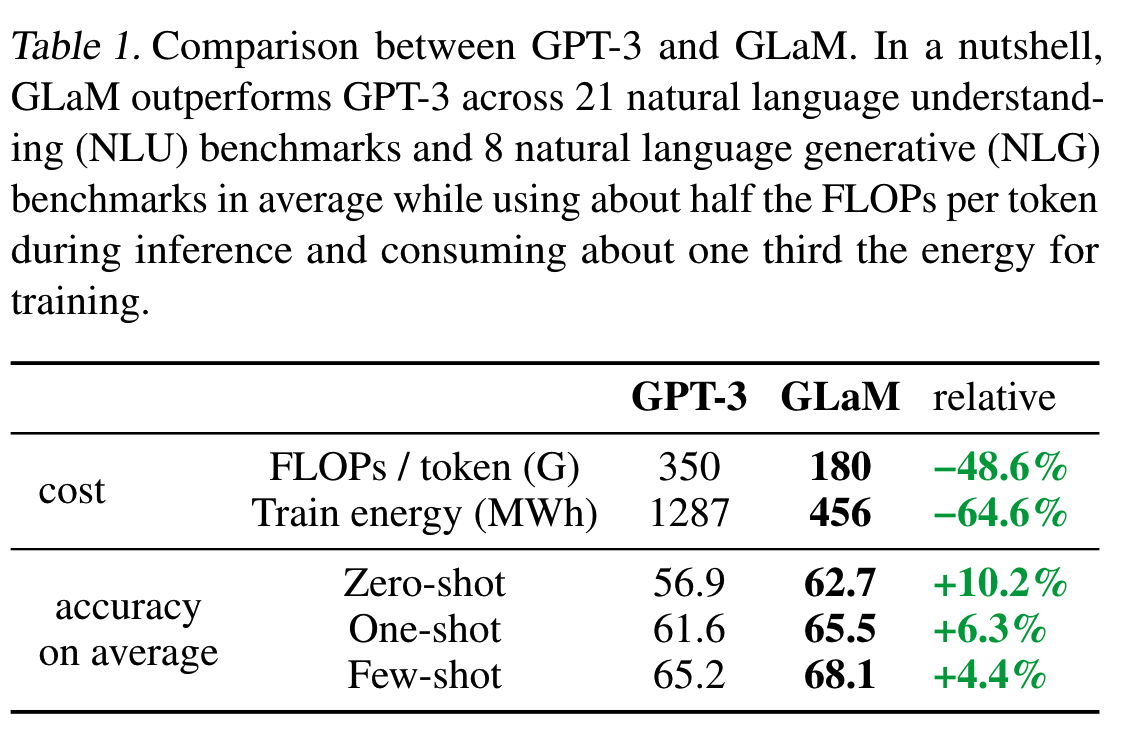 Table 1. Comparison between GPT-3 and GLaM. In a nutshell,
GLaM outperforms GPT-3 across 21 natural language understand-
ing (NLU) benchmarks and 8 natural language generative (NLG)
benchmarks in average while using about half the FLOPs per token
during inference and consuming about one third the energy for
training.
GPT-3 GLaM relative
cost
FLOPs / token (G) 350 180 −48.6%
Train energy (MWh) 1287 456 −64.6%
accuracy
on average
Zero-shot 56.9 62.7 +10.2%
One-shot 61.6 65.5 +6.3%
Few-shot 65.2 68.1 +4.4%